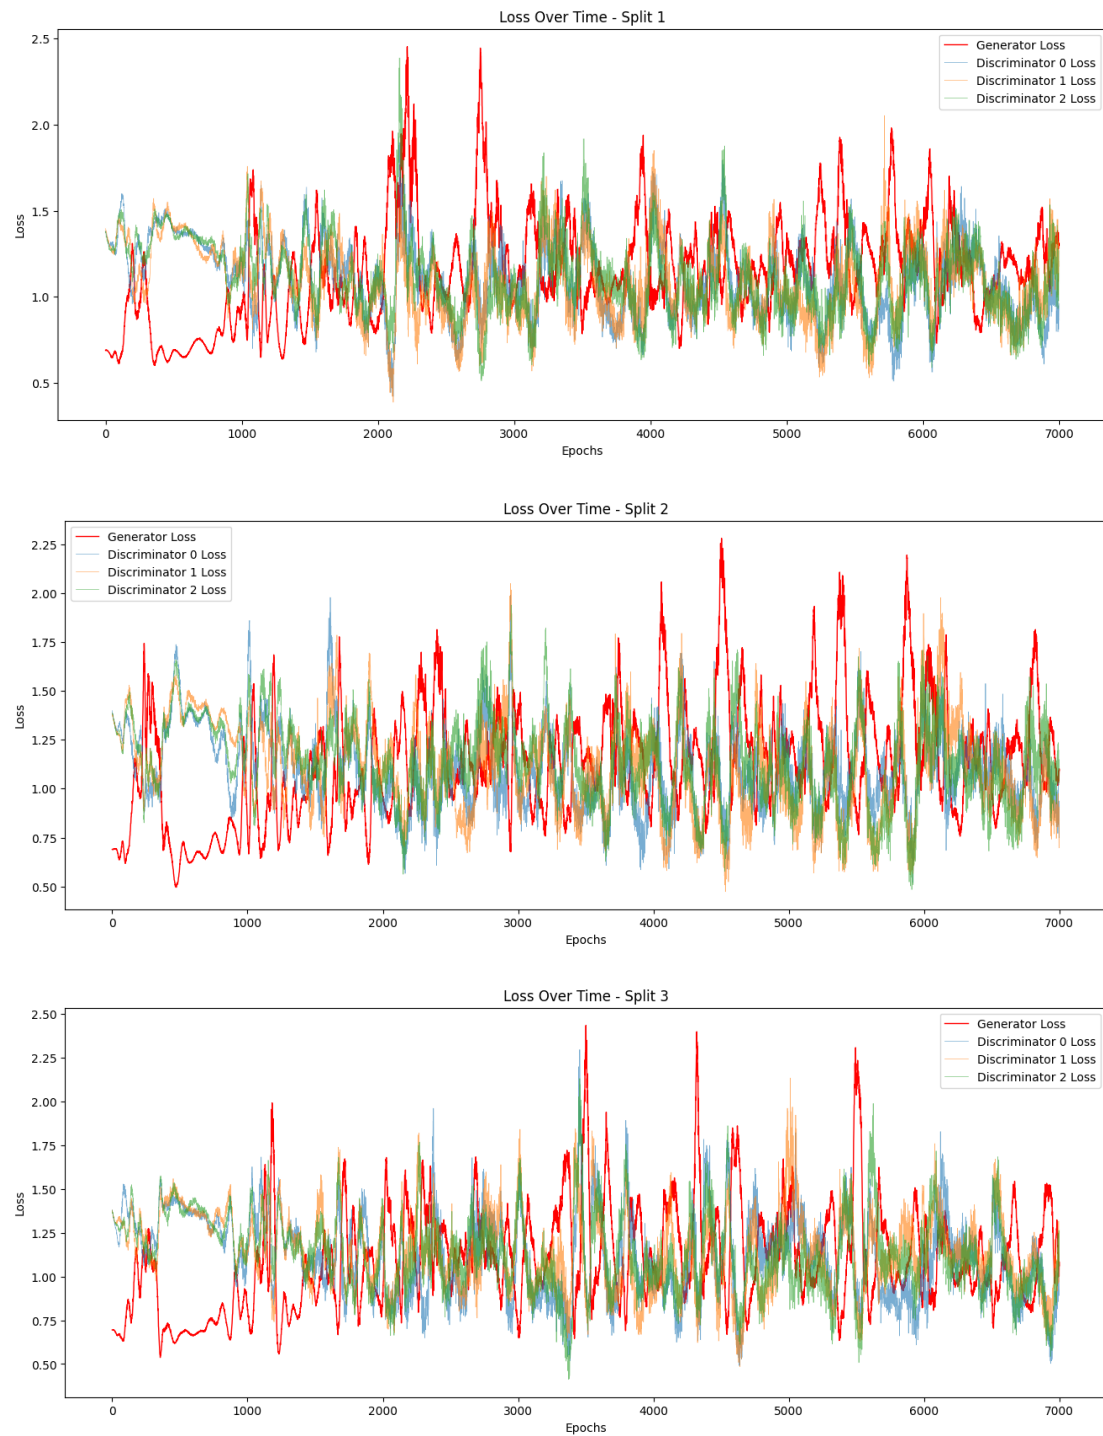 Loss Over Time - Split 1
2.5
2.0
1.5
1.0
0.5
Loss
Generator Loss
Discriminator 0 Loss
Discriminator 1 Loss
Discriminator 2 Loss
0 1000 2000 3000 4000 5000 6000 7000
Epochs
Loss Over Time - Split 2
2.25
2.00
1.75
1.50
1.25
1.00
0.75
0.50
Loss
Generator Loss
Discriminator 0 Loss
Discriminator 1 Loss
Discriminator 2 Loss
0 1000 2000 3000 4000 5000 6000 7000
Epochs
Loss Over Time - Split 3
2.50
2.25
2.00
1.75
1.50
1.25
1.00
0.75
0.50
Loss
Generator Loss
Discriminator 0 Loss
Discriminator 1 Loss
Discriminator 2 Loss
0 1000 2000 3000 4000 5000 6000 7000
Epochs